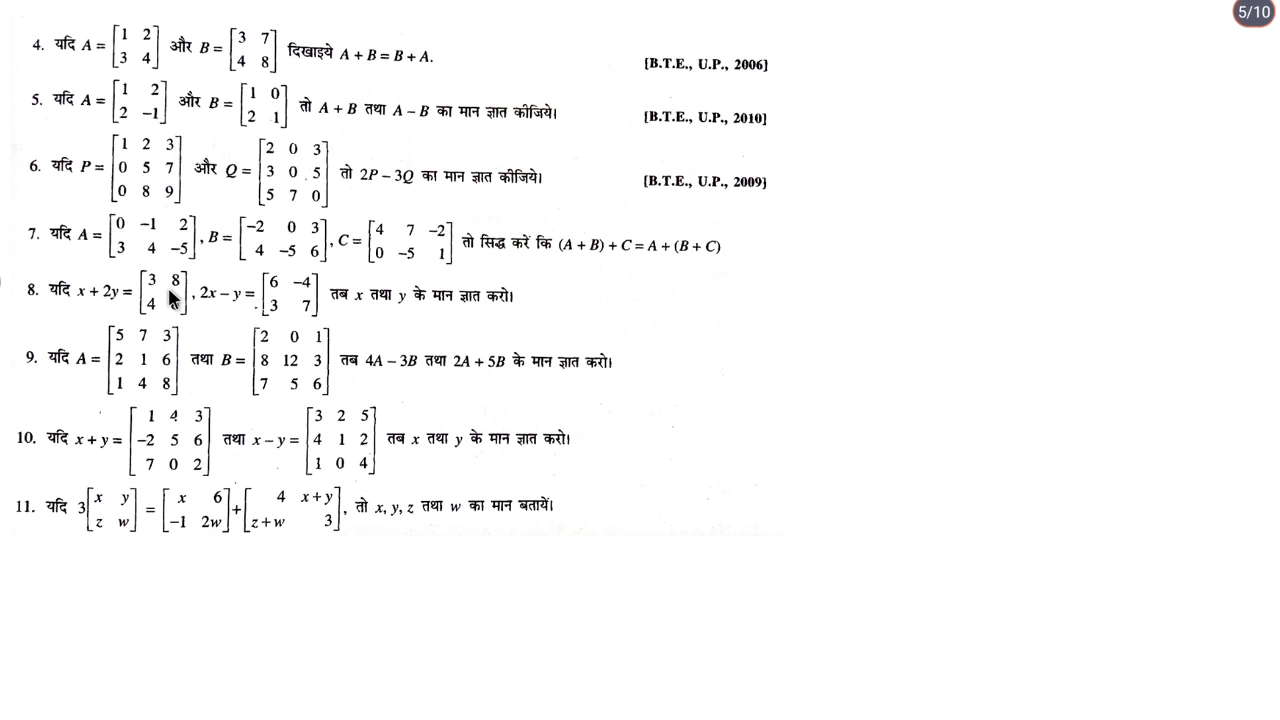 5/10
4. यदि A = [1 2 3 4] और B = [3 7 4 8] दिखाइये A + B = B + A. [B.T.E., U.P., 2006]
5. यदि A = [1 2 2 −1] और B = [1 0 2 1] तो A + B तथा A − B का मान ज्ञात कीजिये। [B.T.E., U.P., 2010]
6. यदि P = [1 2 3 0 5 7 0 8 9] और Q = [2 0 3 3 0 5 5 7 0] तो 2P − 3Q का मान ज्ञात कीजिये। [B.T.E., U.P., 2009]
7. यदि A = [0 −1 2 3 4 −5], B = [−2 0 3 4 −5 6], C = [4 7 −2 0 −5 1] तो सिद्ध करें कि (A + B) + C = A + (B + C)
8. यदि x + 2y = [3 8 4], 2x − y = [6 −4 3 7] तब x तथा y के मान ज्ञात करो।
9. यदि A = [5 7 3 2 1 6 1 4 8] तथा B = [2 0 1 8 12 3 7 5 6] तब 4A − 3B तथा 2A + 5B के मान ज्ञात करो।
10. यदि x + y = [1 4 3 −2 5 6 7 0 2] तथा x − y = [3 2 5 4 1 2 1 0 4] तब x तथा y के मान ज्ञात करो।
11. यदि 3[x y z w] = [x 6 −1 2w] + [4 x+y z+w 3], तो x, y, z तथा w का मान बतायें।